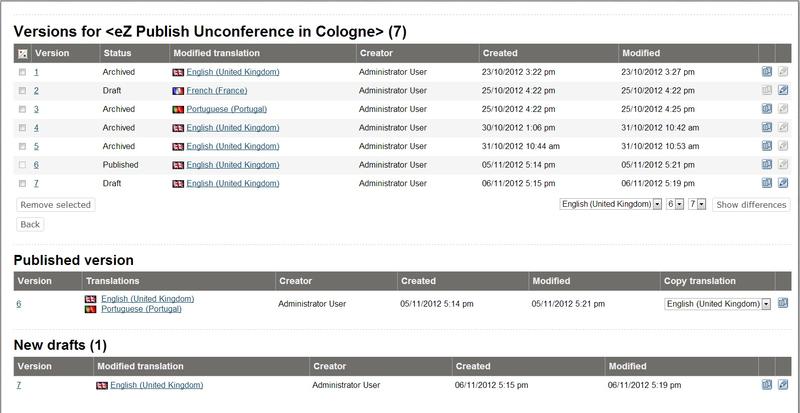 Versions for <eZ Publish Unconference in Cologne> (7)
Version Status Modified translation Creator Created Modified
1 Archived English (United Kingdom) Administrator User 23/10/2012 3:22 pm 23/10/2012 3:27 pm
2 Draft French (France) Administrator User 25/10/2012 4:22 pm 25/10/2012 4:22 pm
3 Archived Portuguese (Portugal) Administrator User 25/10/2012 4:22 pm 25/10/2012 4:25 pm
4 Archived English (United Kingdom) Administrator User 30/10/2012 1:06 pm 31/10/2012 10:42 am
5 Archived English (United Kingdom) Administrator User 31/10/2012 10:44 am 31/10/2012 10:53 am
6 Published English (United Kingdom) Administrator User 05/11/2012 5:14 pm 05/11/2012 5:21 pm
7 Draft English (United Kingdom) Administrator User 06/11/2012 5:15 pm 06/11/2012 5:19 pm
Remove selected English (United Kingdom) 6 7 Show differences
Back
Published version
Version Translations Creator Created Modified Copy translation
6 English (United Kingdom) Administrator User 05/11/2012 5:14 pm 05/11/2012 5:21 pm English (United Kingdom)
Portuguese (Portugal)
New drafts (1)
Version Modified translation Creator Created Modified
7 English (United Kingdom) Administrator User 06/11/2012 5:15 pm 06/11/2012 5:19 pm